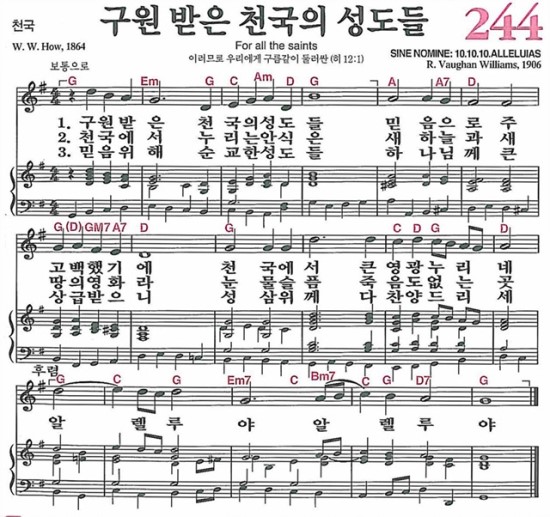 천국
구원 받은 천국의 성도들
244
W. W. How, 1864
For all the saints
SINE NOMINE: 10.10.10.ALLELUIAS
이러므로 우리에게 구름같이 둘러싼 (히 12:1)
R. Vaughan Williams, 1906
보통으로
G Em G C Am D G A A7 D
1. 구원받은 천국의성도들 믿음으로주
2. 천국에서 누리는안식은 새하늘과새
3. 믿음위해 순교한성도들 하나님께큰
G (D) GM7 A7 D G C D G
고백했기에 천국에서큰영광누리네
땅의영화라 눈물슬픔죽음도없는곳
상급받으니 성삼위께다찬양드리세
후렴
G C G Em7 C Bm7 C G D7 G
알렐루야알렐루야